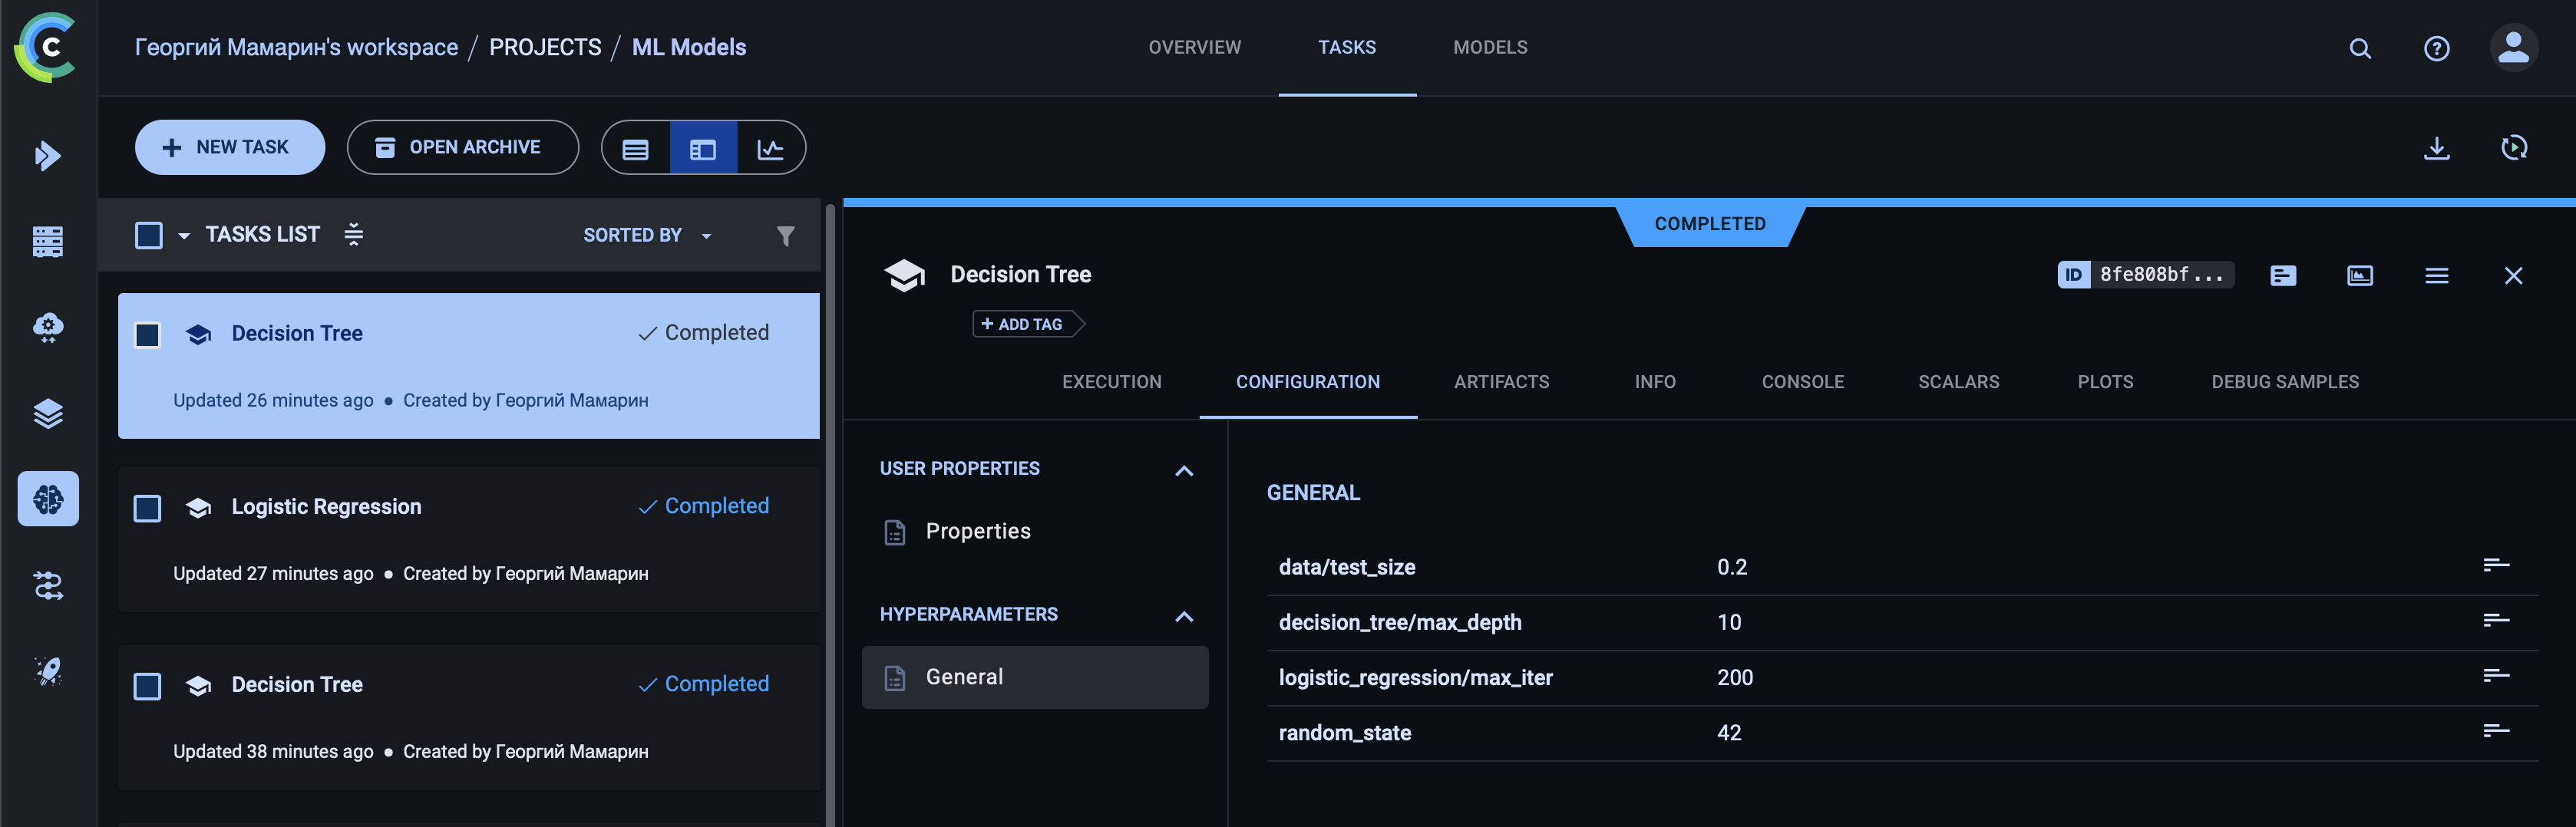 Георгий Мамарин's workspace / PROJECTS / ML Models
OVERVIEW
TASKS
MODELS
+ NEW TASK
OPEN ARCHIVE
TASKS LIST
SORTED BY
Decision Tree
Completed
Updated 26 minutes ago • Created by Георгий Мамарин
Logistic Regression
Completed
Updated 27 minutes ago • Created by Георгий Мамарин
Decision Tree
Completed
Updated 38 minutes ago • Created by Георгий Мамарин
COMPLETED
Decision Tree
ID 8fe808bf...
+ ADD TAG
EXECUTION
CONFIGURATION
ARTIFACTS
INFO
CONSOLE
SCALARS
PLOTS
DEBUG SAMPLES
USER PROPERTIES
Properties
HYPERPARAMETERS
General
GENERAL
data/test_size 0.2
decision_tree/max_depth 10
logistic_regression/max_iter 200
random_state 42